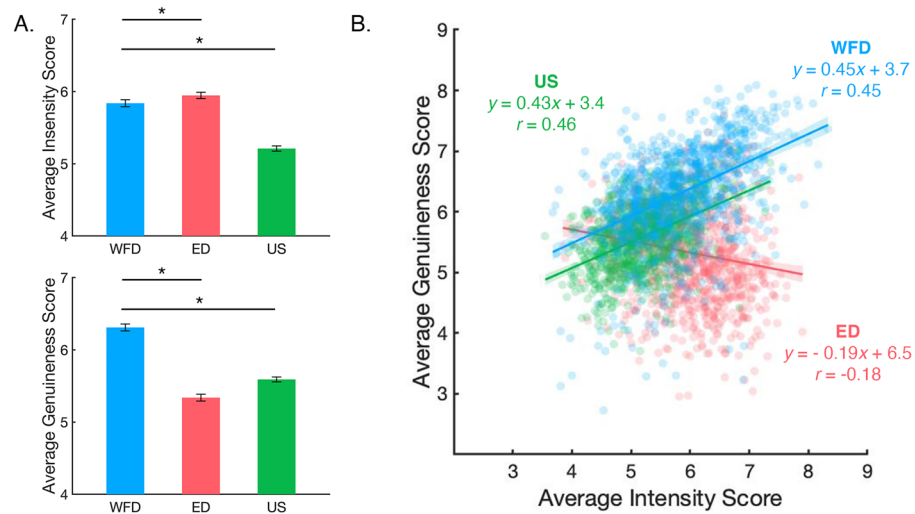 A.
Average Insensity Score
7
6
5
4
*
*
WFD ED US
Average Genuineness Score
7
6
5
4
*
*
WFD ED US
B.
Average Genuineness Score
9
8
7
6
5
4
3
US
y = 0.43x + 3.4
r = 0.46
WFD
y = 0.45x + 3.7
r = 0.45
ED
y = - 0.19x + 6.5
r = -0.18
3 4 5 6 7 8 9
Average Intensity Score